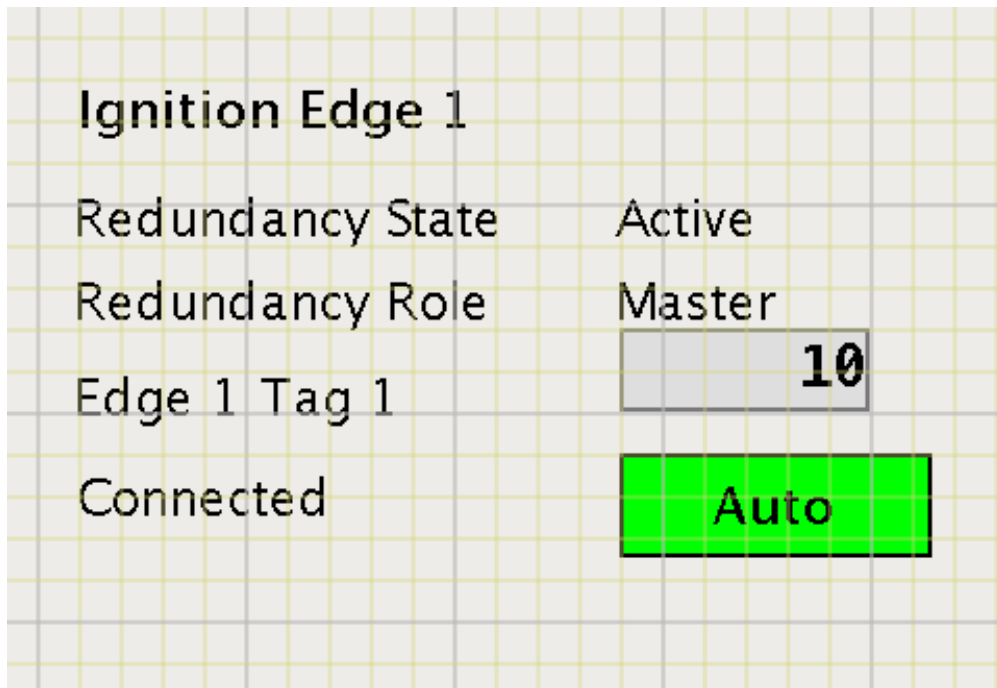 Ignition Edge 1
Redundancy State Active
Redundancy Role Master
Edge 1 Tag 1 10
Connected Auto